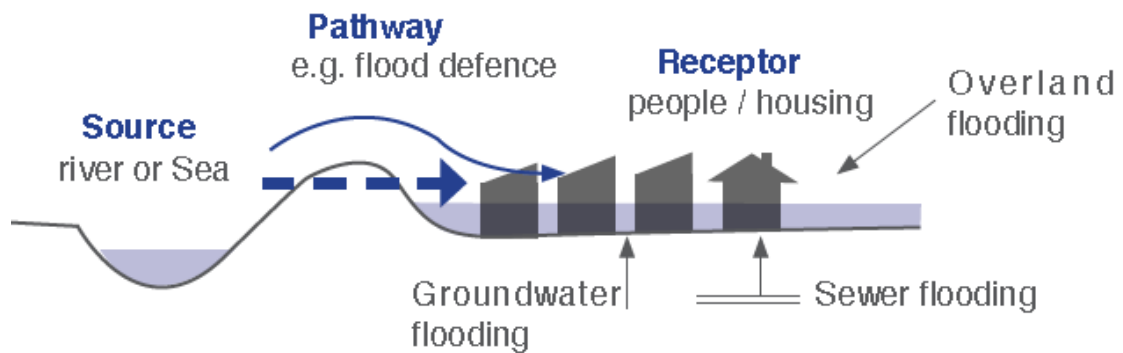 Pathway
e.g. flood defence
Receptor
people / housing
Overland
flooding
Source
river or Sea
Groundwater
flooding
Sewer flooding